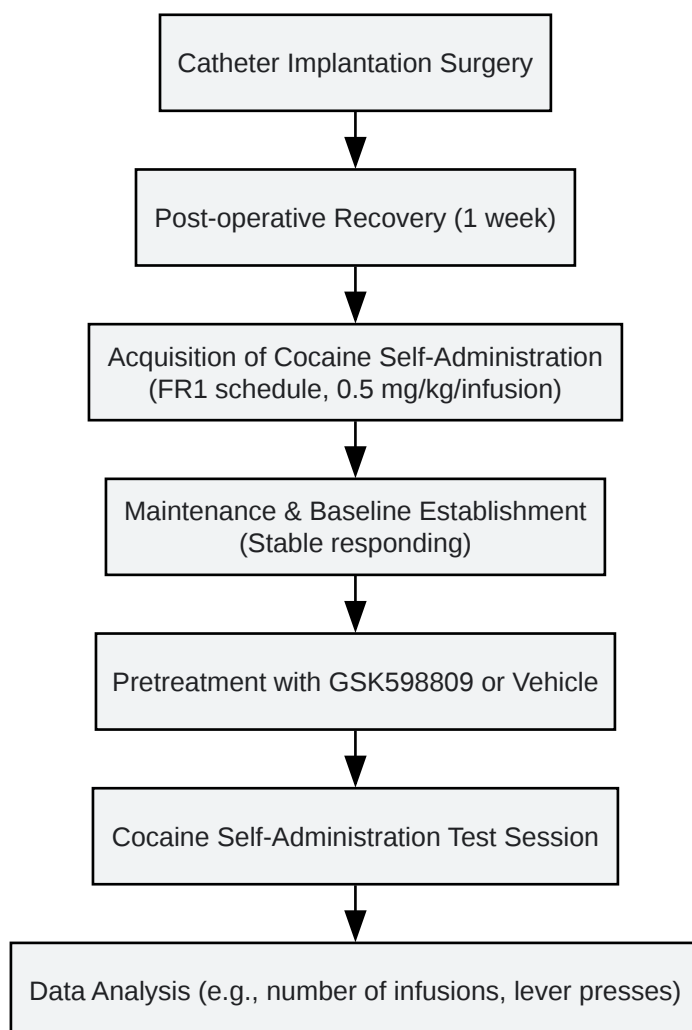 Catheter Implantation Surgery
Post-operative Recovery (1 week)
Acquisition of Cocaine Self-Administration
(FR1 schedule, 0.5 mg/kg/infusion)
Maintenance & Baseline Establishment
(Stable responding)
Pretreatment with GSK598809 or Vehicle
Cocaine Self-Administration Test Session
Data Analysis (e.g., number of infusions, lever presses)